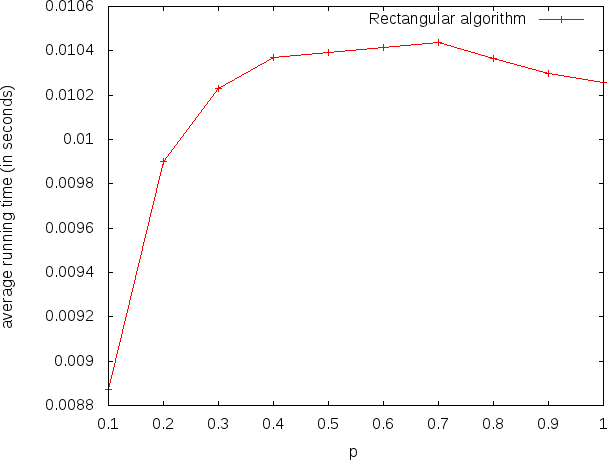 0.0106
Rectangular algorithm
0.0104
0.0102
0.01
0.0098
0.0096
0.0094
0.0092
0.009
0.0088
average running time (in seconds)
0.1 0.2 0.3 0.4 0.5 0.6 0.7 0.8 0.9 1
p